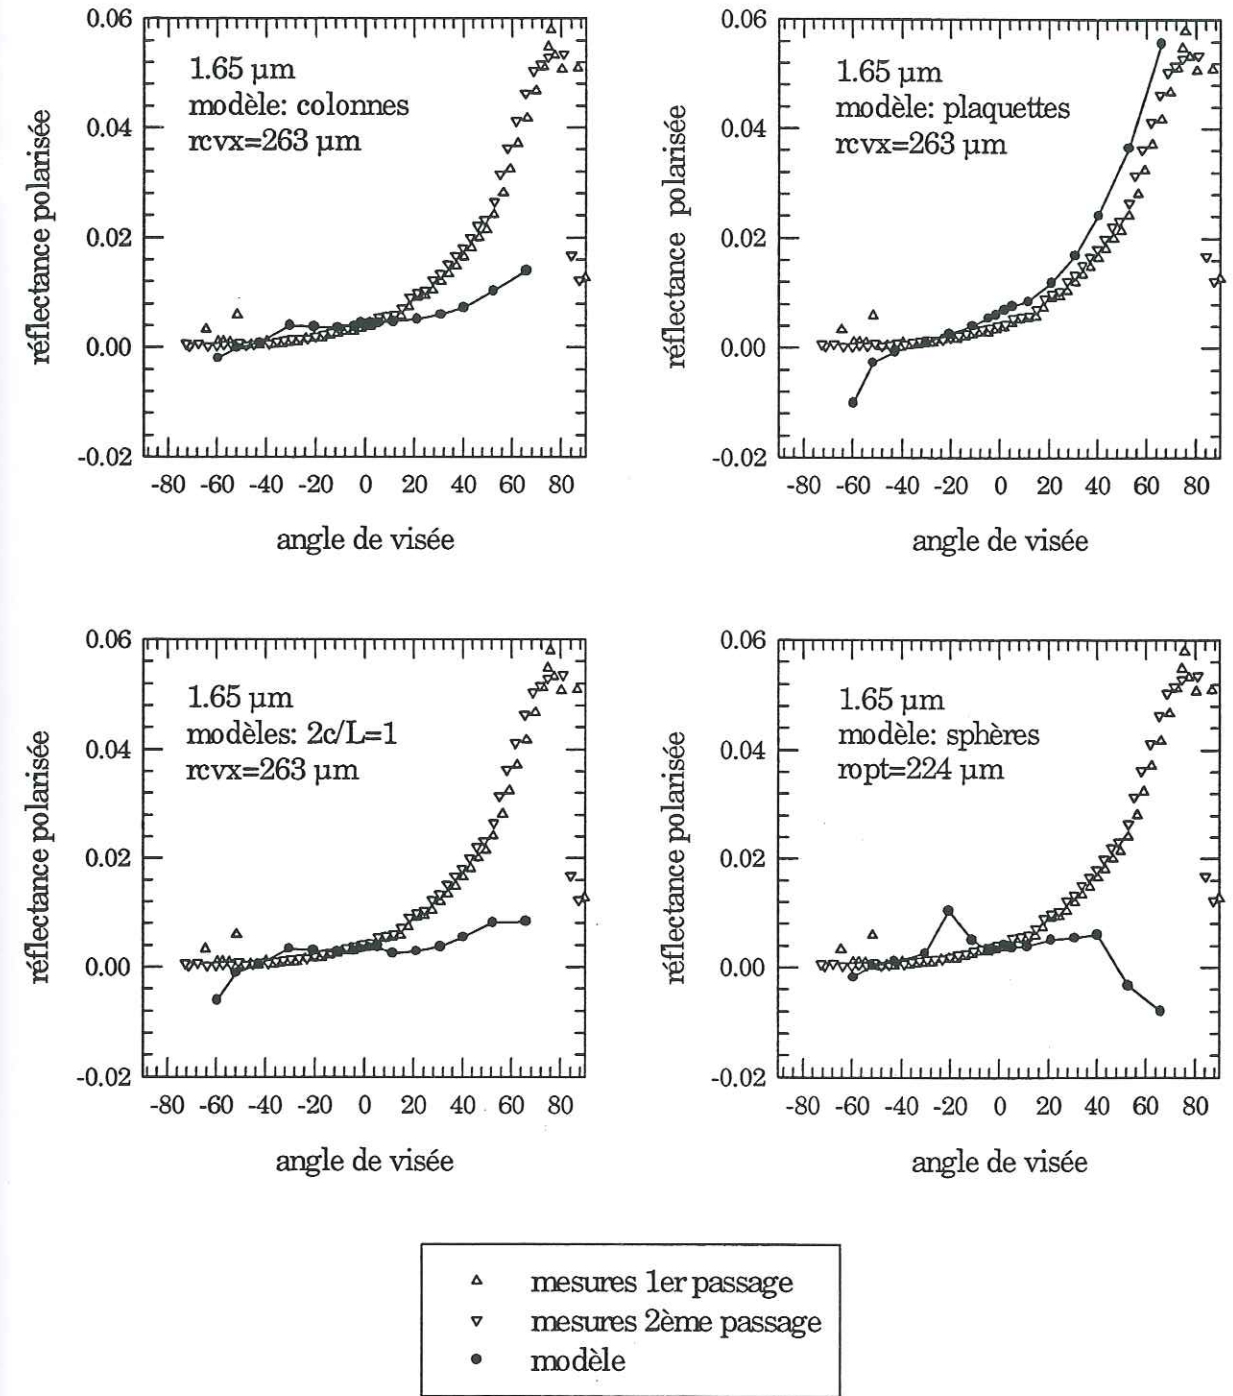 0.06
0.04
0.02
0.00
-0.02
réflectance polarisée
1.65 µm
modèle: colonnes
rcvx=263 µm
-80 -60 -40 -20 0 20 40 60 80
angle de visée
0.06
0.04
0.02
0.00
-0.02
réflectance polarisée
1.65 µm
modèle: plaquettes
rcvx=263 µm
-80 -60 -40 -20 0 20 40 60 80
angle de visée
0.06
0.04
0.02
0.00
-0.02
réflectance polarisée
1.65 µm
modèles: 2c/L=1
rcvx=263 µm
-80 -60 -40 -20 0 20 40 60 80
angle de visée
0.06
0.04
0.02
0.00
-0.02
réflectance polarisée
1.65 µm
modèle: sphères
ropt=224 µm
-80 -60 -40 -20 0 20 40 60 80
angle de visée
mesures 1er passage
mesures 2ème passage
modèle